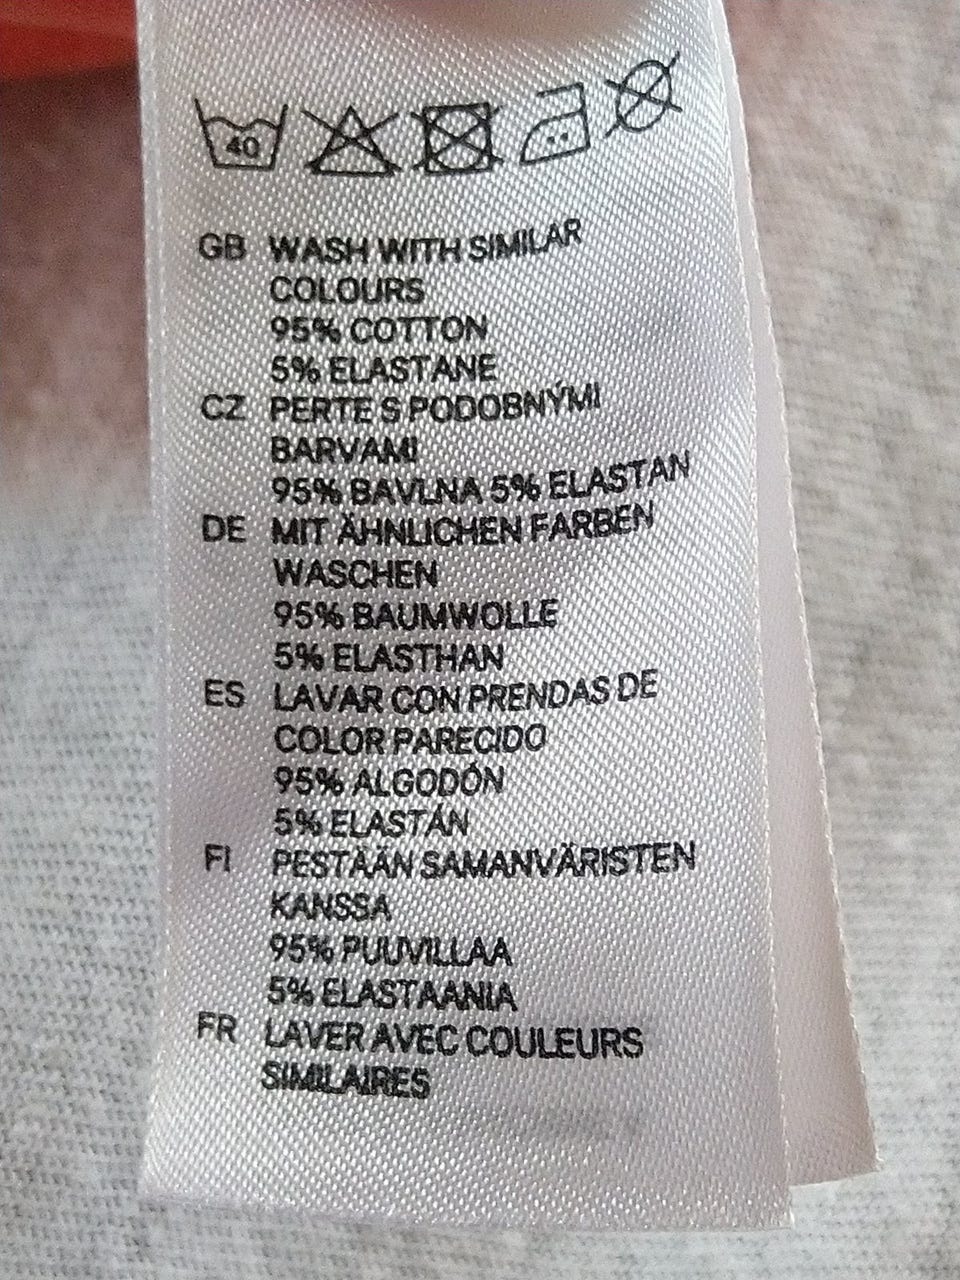 40
GB WASH WITH SIMILAR
COLOURS
95% COTTON
5% ELASTANE
CZ PERTE S PODOBNÝMI
BARVAMI
95% BAVLNA 5% ELASTAN
DE MIT ÄHNLICHEN FARBEN
WASCHEN
95% BAUMWOLLE
5% ELASTHAN
ES LAVAR CON PRENDAS DE
COLOR PARECIDO
95% ALGODÓN
5% ELASTÁN
FI PESTÄÄN SAMANVÄRISTEN
KANSSA
95% PUUVILLAA
5% ELASTAANIA
FR LAVER AVEC COULEURS
SIMILAIRES